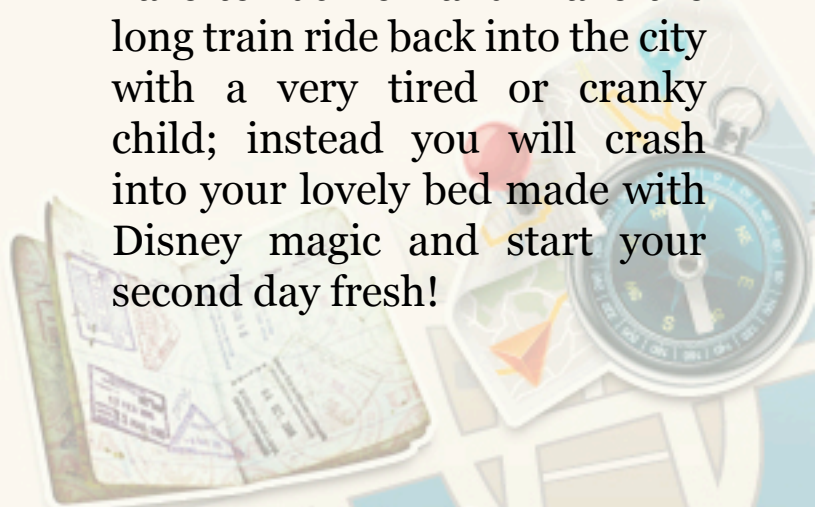 long train ride back into the city
with a very tired or cranky
child; instead you will crash
into your lovely bed made with
Disney magic and start your
second day fresh!